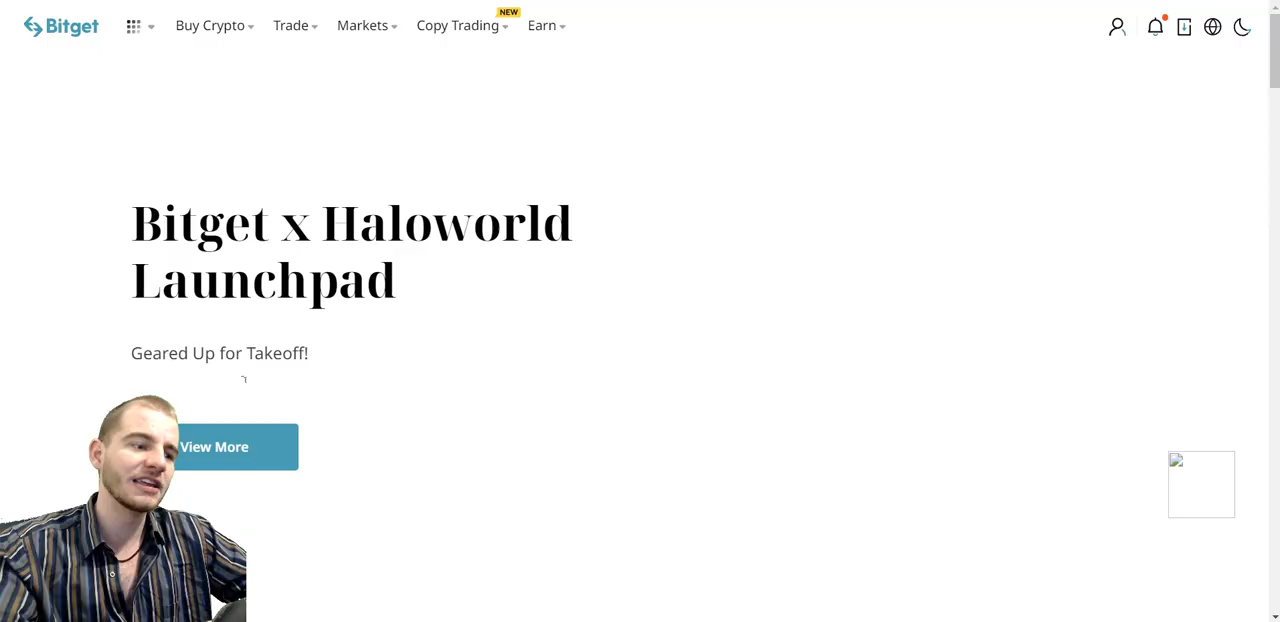 Bitget
Buy Crypto
Trade
Markets
Copy Trading
NEW
Earn
Bitget x Haloworld
Launchpad
Geared Up for Takeoff!
View More